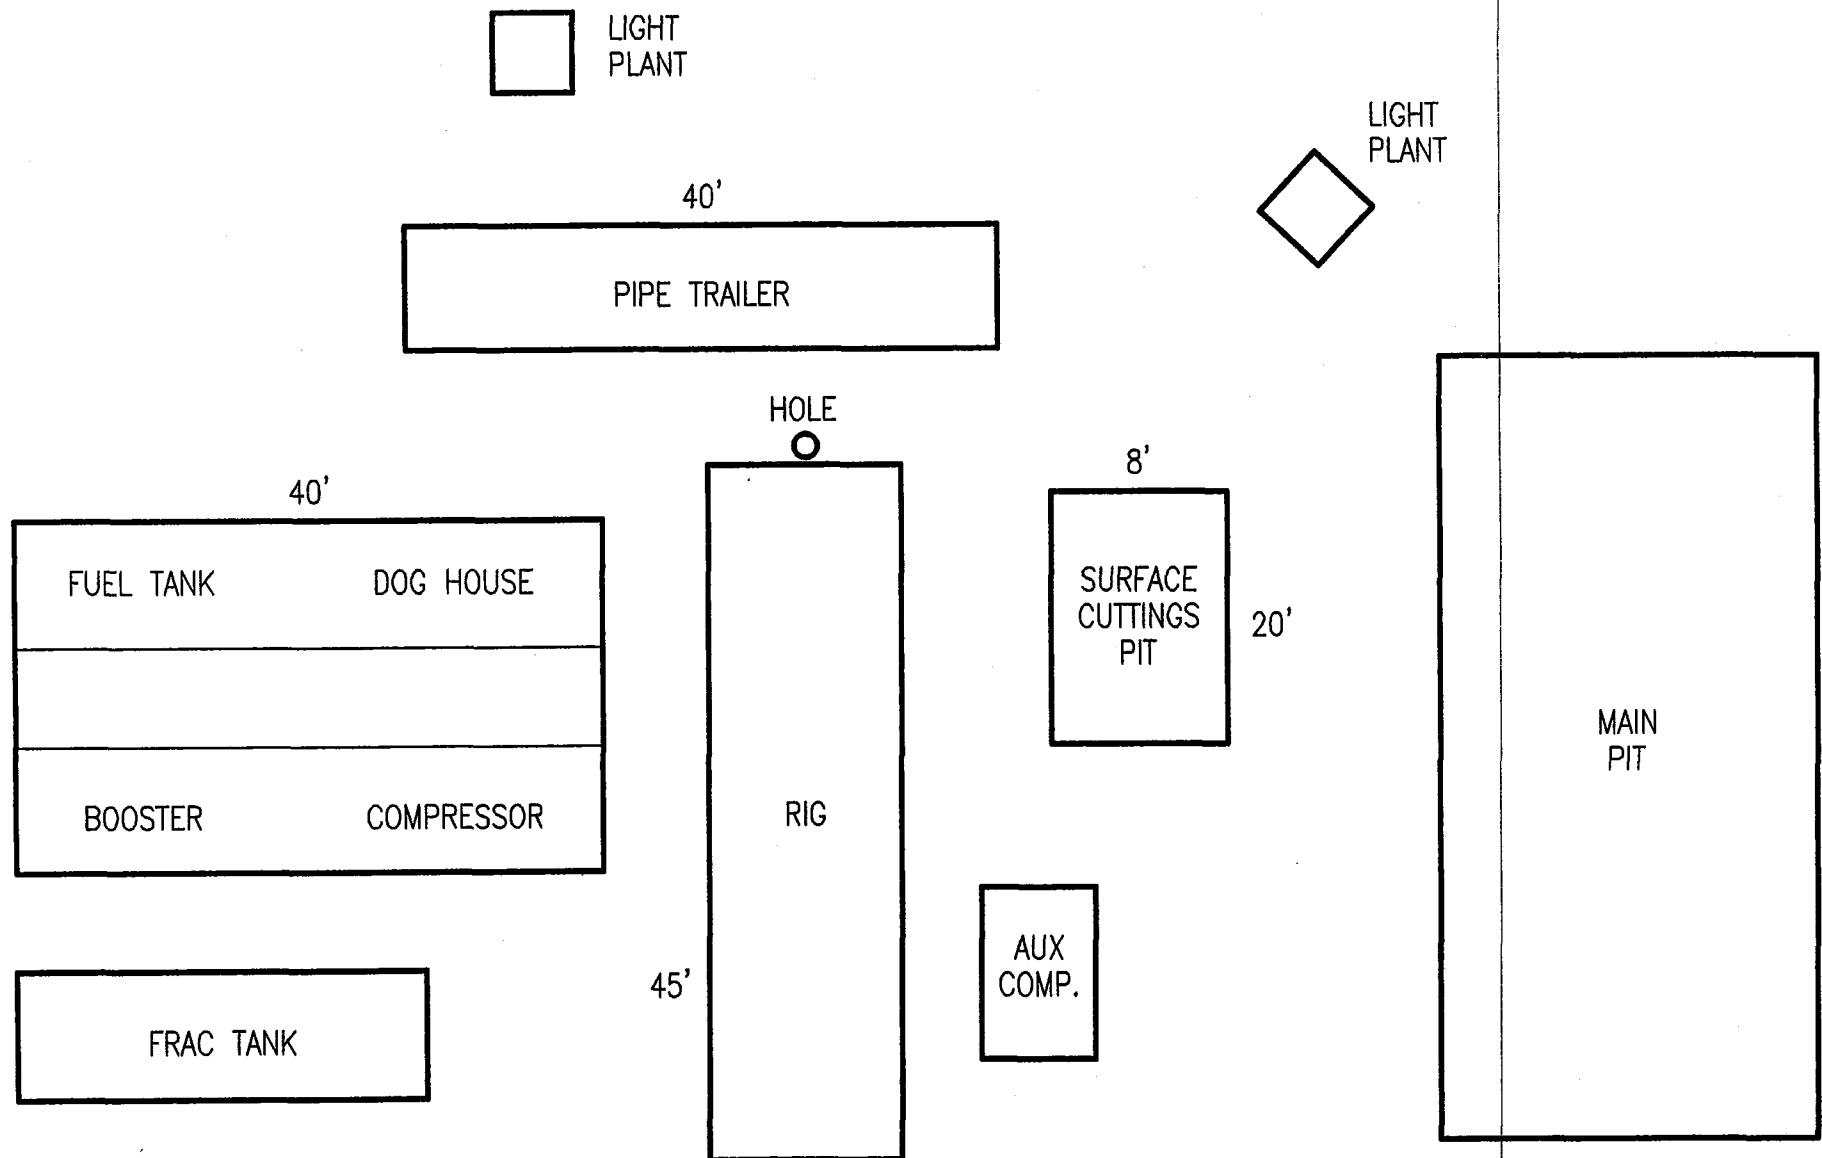 LIGHT
PLANT
LIGHT
PLANT
40'
PIPE TRAILER
HOLE
8'
40'
FUEL TANK
DOG HOUSE
SURFACE
CUTTINGS
PIT
20'
MAIN
PIT
BOOSTER
COMPRESSOR
RIG
AUX
COMP.
45'
FRAC TANK